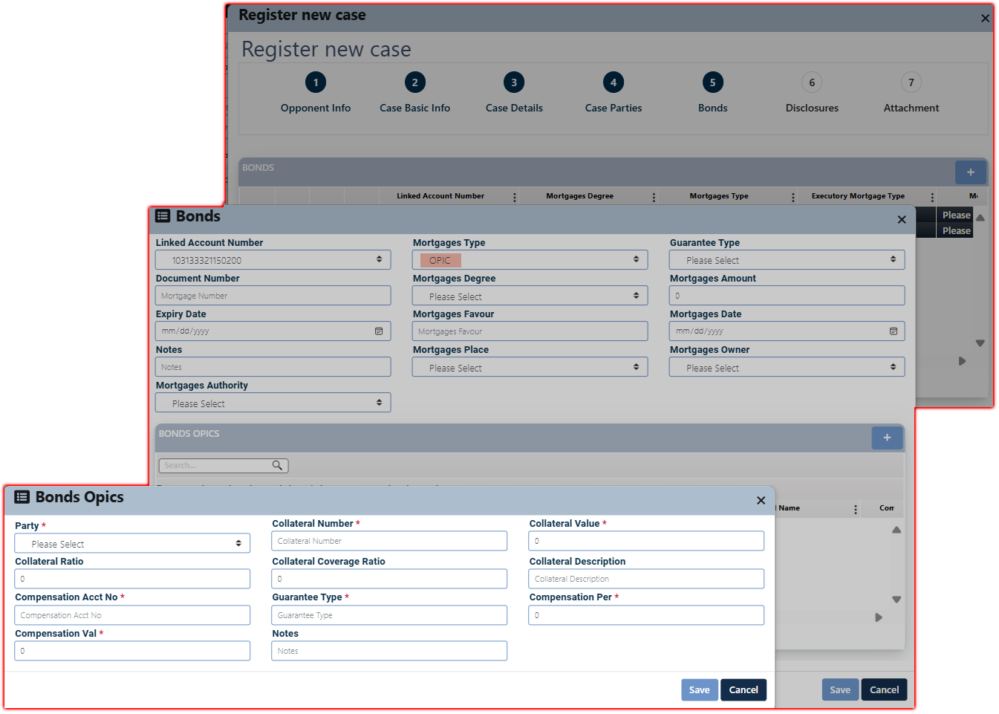 Register new case
Register new case
1 2 3 4 5 6 7
Opponent Info Case Basic Info Case Details Case Parties Bonds Disclosures Attachment
BONDS
+
Linked Account Number Mortgages Degree Mortgages Type Executory Mortgage Type
Please
Please
Bonds
Linked Account Number Mortgages Type Guarantee Type
103133321150200 OPIC Please Select
Document Number Mortgages Degree Mortgages Amount
Mortgage Number Please Select 0
Expiry Date Mortgages Favour Mortgages Date
mm/dd/yyyy Mortgages Favour mm/dd/yyyy
Notes Mortgages Place Mortgages Owner
Notes Please Select Please Select
Mortgages Authority
Please Select
BONDS OPICS
+
Search...
Name
Bonds Opics
Party * Collateral Number * Collateral Value *
Please Select Collateral Number 0
Collateral Ratio Collateral Coverage Ratio Collateral Description
0 0 Collateral Description
Compensation Acct No * Guarantee Type * Compensation Per *
Compensation Acct No Guarantee Type 0
Compensation Val * Notes
0 Notes
Save Cancel Save Cancel